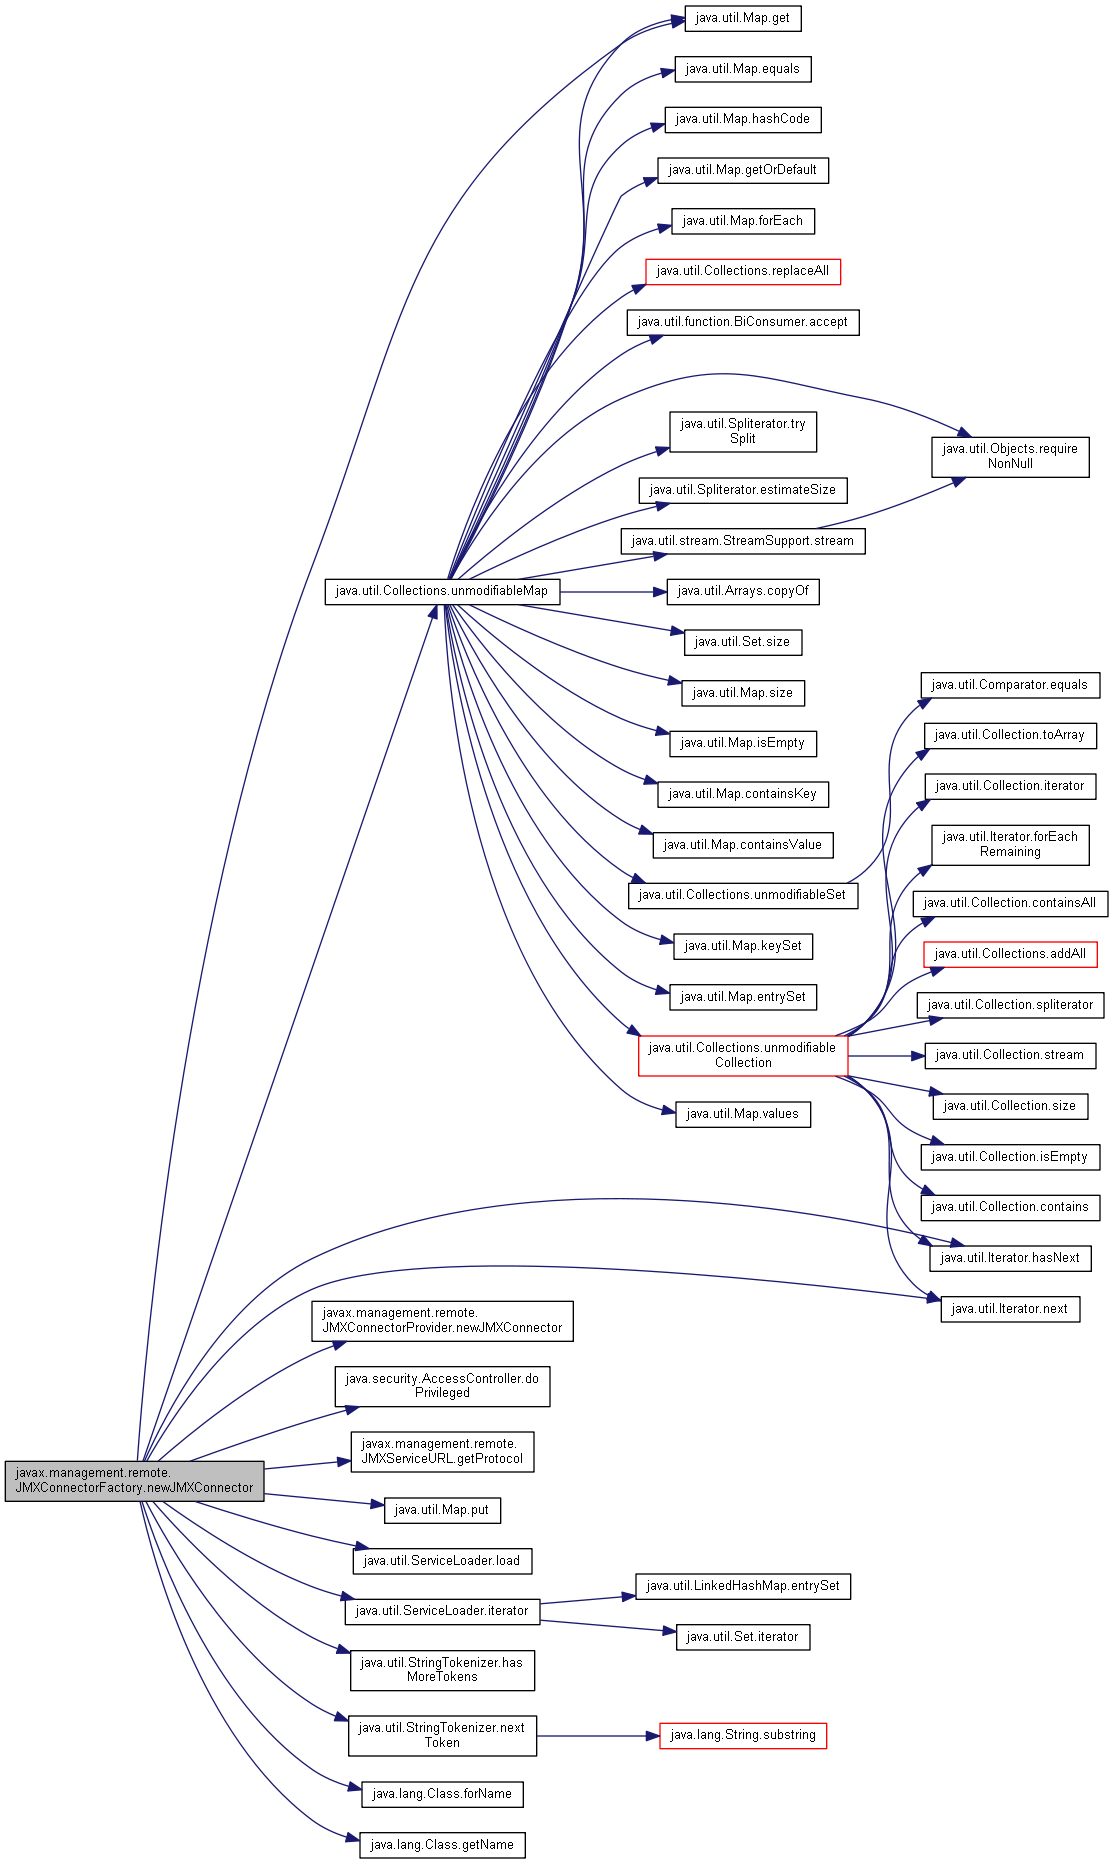 java.util.Map.get
java.util.Map.equals
java.util.Map.hashCode
java.util.Map.getOrDefault
java.util.Map.forEach
java.util.Collections.replaceAll
java.util.function.BiConsumer.accept
java.util.Spliterator.try
Split
java.util.Objects.require
NonNull
java.util.Spliterator.estimateSize
java.util.stream.StreamSupport.stream
java.util.Collections.unmodifiableMap
java.util.Arrays.copyOf
java.util.Set.size
java.util.Map.size
java.util.Map.isEmpty
java.util.Map.containsKey
java.util.Map.containsValue
java.util.Collections.unmodifiableSet
java.util.Map.keySet
java.util.Map.entrySet
java.util.Collections.unmodifiable
Collection
java.util.Map.values
java.util.Comparator.equals
java.util.Collection.toArray
java.util.Collection.iterator
java.util.Iterator.forEach
Remaining
java.util.Collection.containsAll
java.util.Collections.addAll
java.util.Collection.spliterator
java.util.Collection.stream
java.util.Collection.size
java.util.Collection.isEmpty
java.util.Collection.contains
java.util.Iterator.hasNext
java.util.Iterator.next
javax.management.remote.
JMXConnectorProvider.newJMXConnector
java.security.AccessController.do
Privileged
javax.management.remote.
JMXServiceURL.getProtocol
javax.management.remote.
JMXConnectorFactory.newJMXConnector
java.util.Map.put
java.util.ServiceLoader.load
java.util.ServiceLoader.iterator
java.util.LinkedHashMap.entrySet
java.util.Set.iterator
java.util.StringTokenizer.has
MoreTokens
java.util.StringTokenizer.next
Token
java.lang.String.substring
java.lang.Class.forName
java.lang.Class.getName